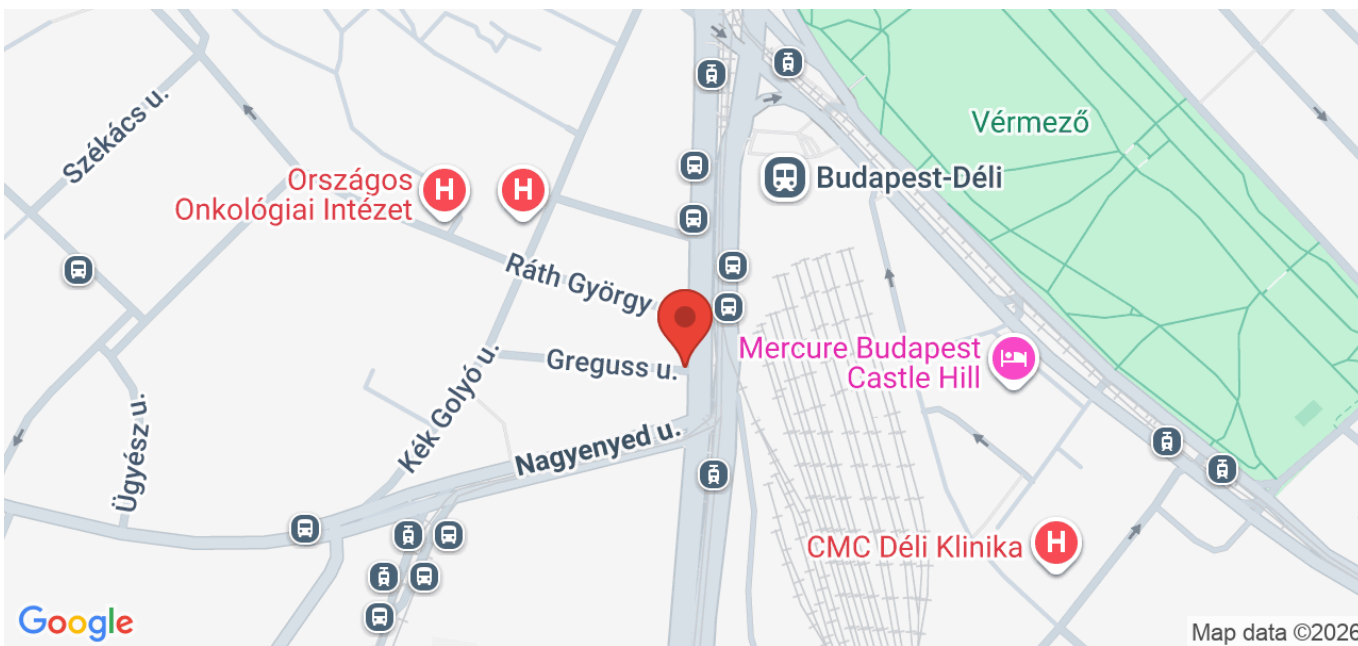 Székács u.
Vérmező
Országos
Onkológiai Intézet
H
H
Budapest-Déli
Ráth György
Mercure Budapest
Castle Hill
Greguss u.
Kék Golyó u.
Ügyész u.
Nagyenyed u.
CMC Déli Klinika
H
Google
Map data ©2026